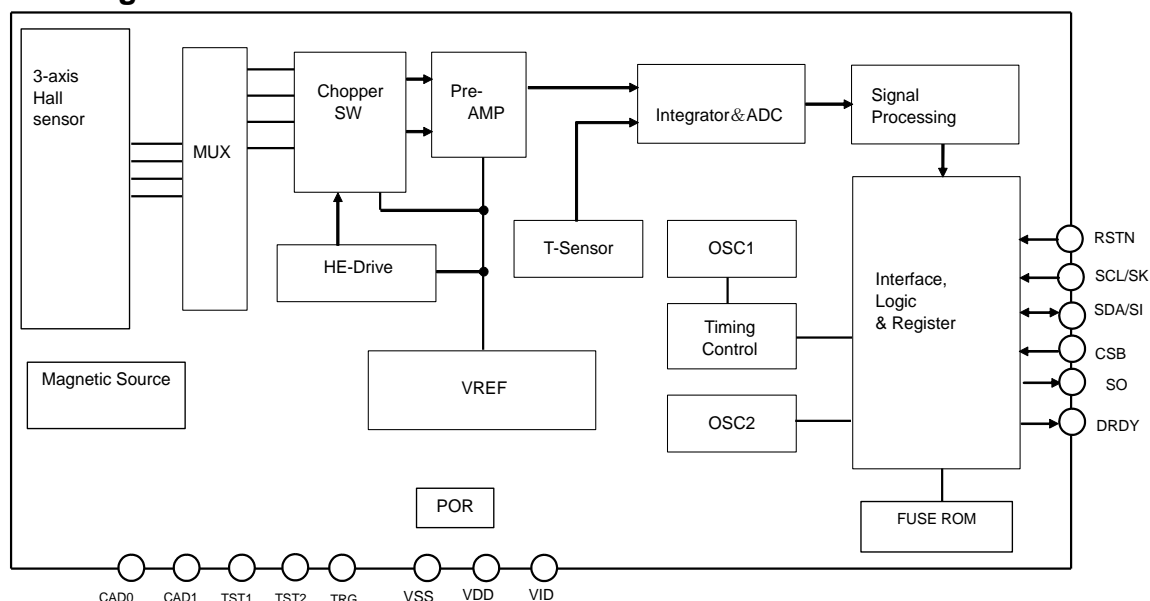 3-axis
Hall
sensor
MUX
Chopper
SW
Pre-
AMP
Integrator&ADC
Signal
Processing
HE-Drive
T-Sensor
OSC1
Timing
Control
OSC2
Interface,
Logic
& Register
RSTN
SCL/SK
SDA/SI
CSB
SO
DRDY
Magnetic Source
VREF
POR
FUSE ROM
CAD0
CAD1
TST1
TST2
TRG
VSS
VDD
VID